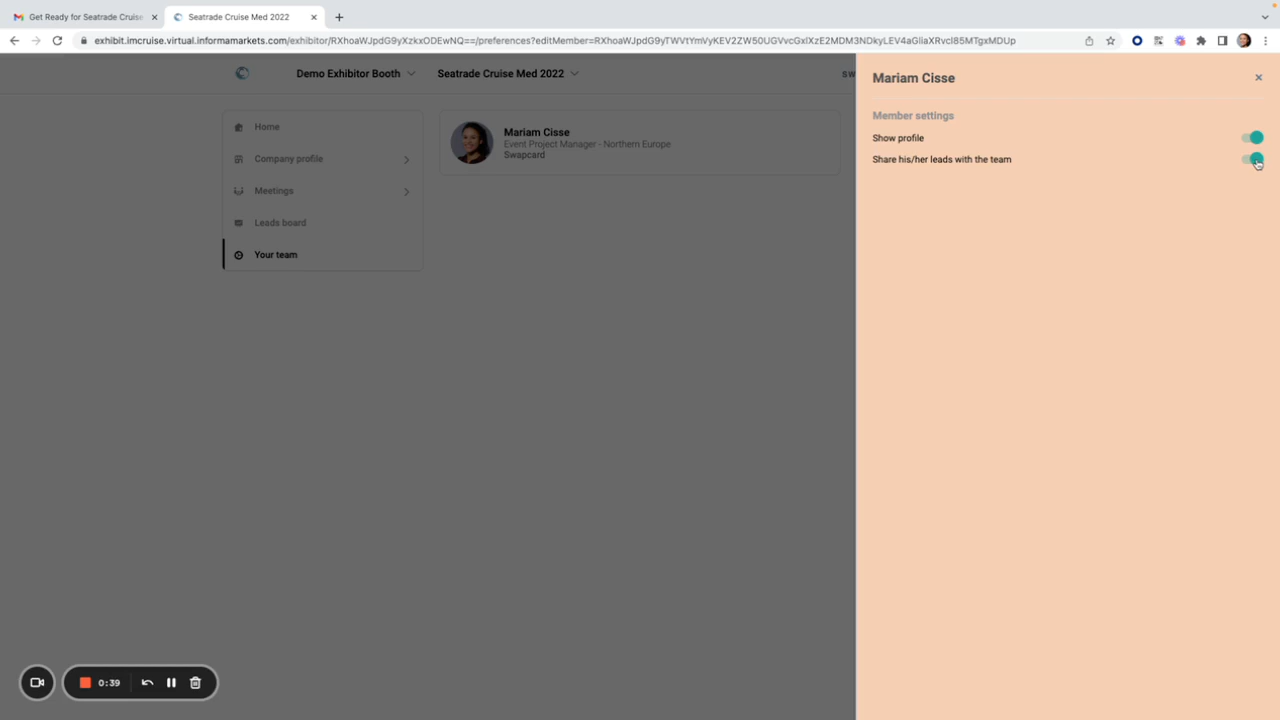 Get Ready for Seatrade Cruise
Seatrade Cruise Med 2022
exhibit.imcruise.virtual.informamarkets.com/exhibitor/RXhoaWJpdG9yXzkxODEwNQ==/preferences?editMember=RXhoaWJpdG9yTWVtYmVyKEV2ZW50UGVvcGxlXzE2MDM3NDkyLEV4aGliaXRvcl85MTgxMDUp
Demo Exhibitor Booth
Seatrade Cruise Med 2022
SW
Mariam Cisse
Member settings
Show profile
Share his/her leads with the team
Home
Company profile
Meetings
Leads board
Your team
Mariam Cisse
Event Project Manager - Northern Europe
Swapcard
0:39